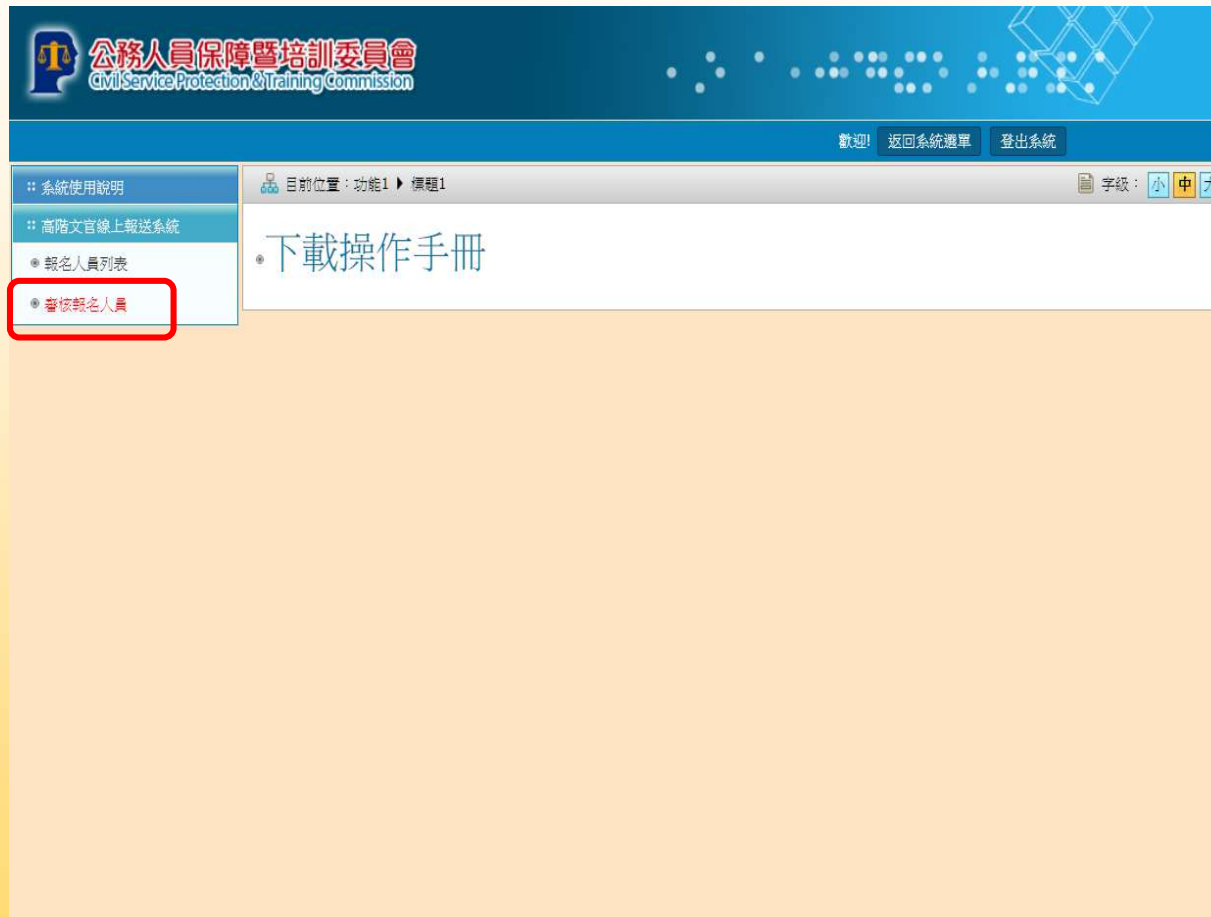 公務人員保障暨培訓委員會
Civil Service Protection & Training Commission
歡迎! 返回系統選單 登出系統
:: 系統使用說明
:: 高階文官線上報送系統
報名人員列表
審核報名人員
目前位置：功能1 ▶ 標題1
字級： 小 中
下載操作手冊